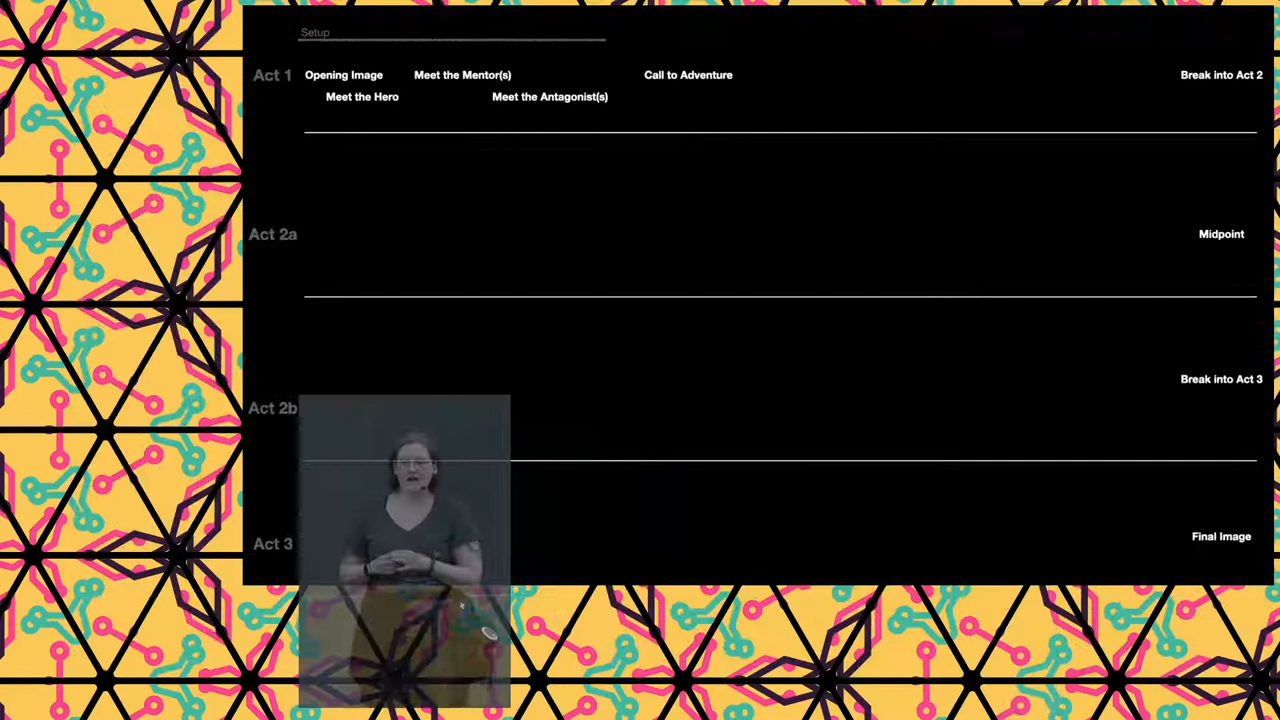 Setup
Act 1
Opening Image
Meet the Mentor(s)
Call to Adventure
Break into Act 2
Meet the Hero
Meet the Antagonist(s)
Act 2a
Midpoint
Break into Act 3
Act 2b
Act 3
Final Image